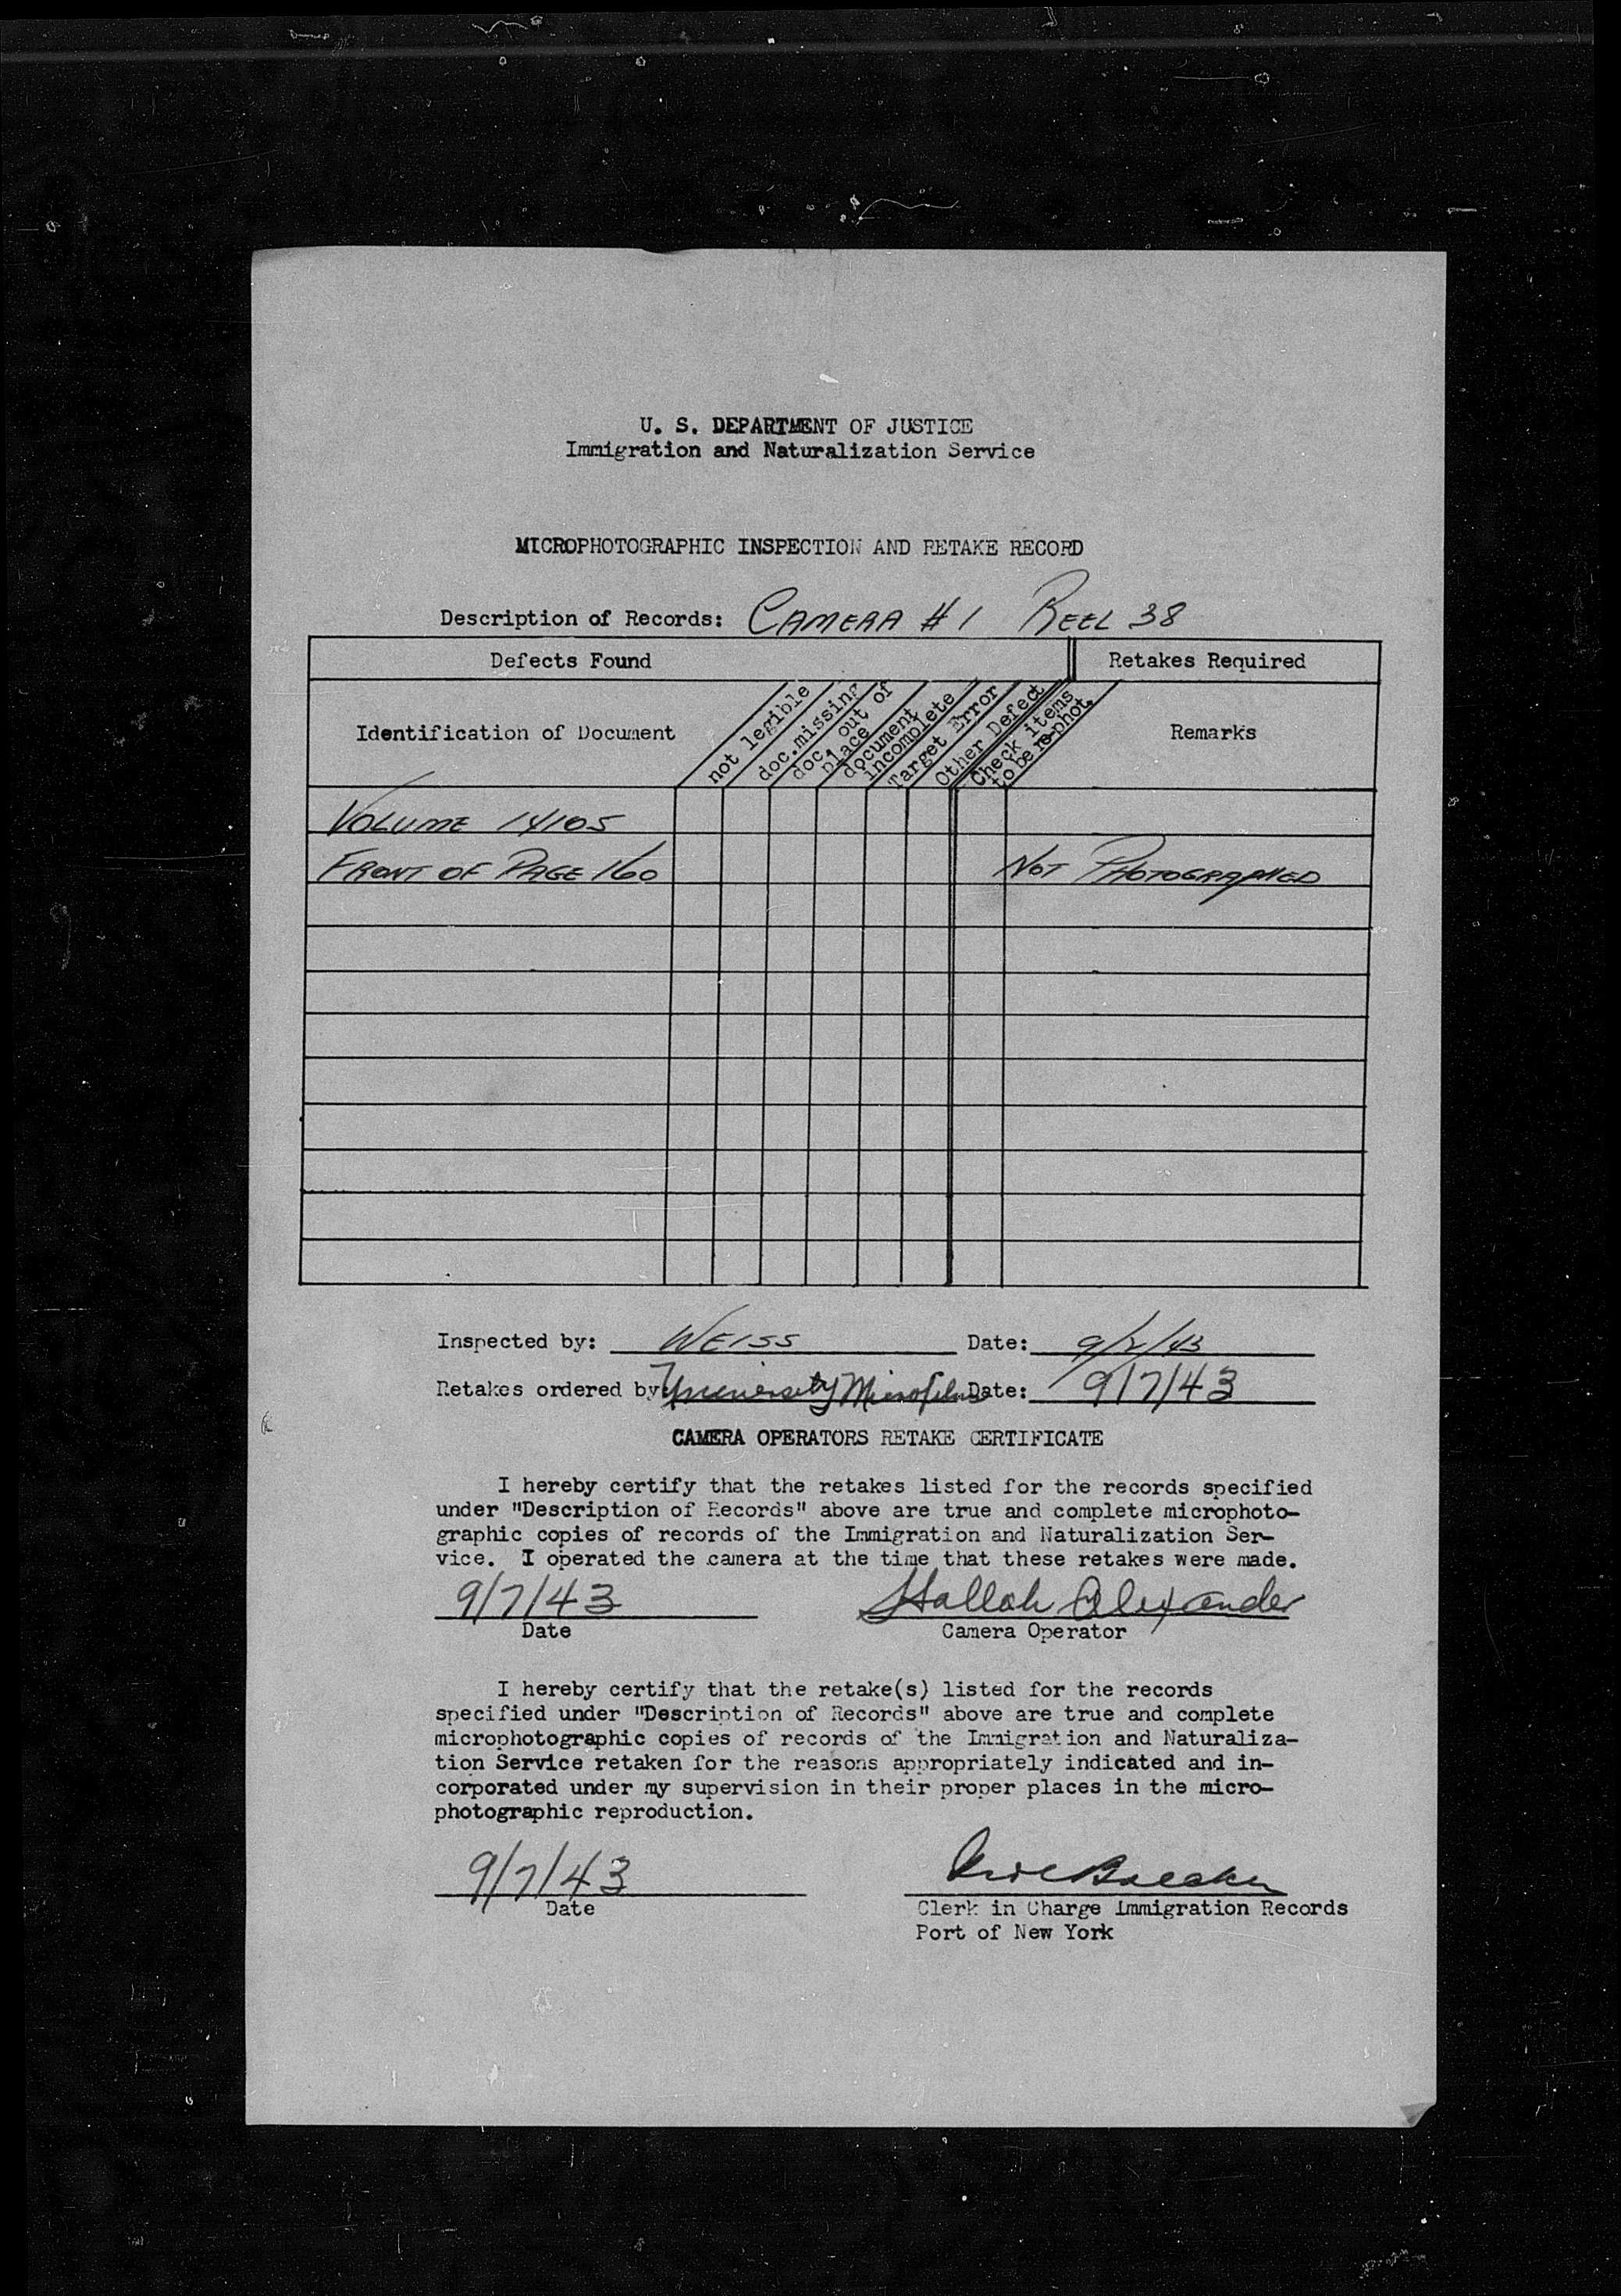 U. S. DEPARTMENT OF JUSTICE
Immigration and Naturalization Service
MICROPHOTOGRAPHIC INSPECTION AND RETAKE RECORD
Description of Records: CAMERA #1 REEL 38
Defects Found
Retakes Required
Identification of Document
not legible
doc.missing
doc. out of
place
document
incomplete
Target Error
Other Defect
Check items
to be re-phot.
Remarks
VOLUME 14105
FRONT OF PAGE 160 NOT PHOTOGRAPHED
Inspected by: WEISS Date: 9/2/43
Retakes ordered by University Microfilms Date: 9/7/43
CAMERA OPERATORS RETAKE CERTIFICATE
I hereby certify that the retakes listed for the records specified
under "Description of Records" above are true and complete microphoto-
graphic copies of records of the Immigration and Naturalization Ser-
vice. I operated the camera at the time that these retakes were made.
9/7/43 Alexander
Date Camera Operator
I hereby certify that the retake(s) listed for the records
specified under "Description of Records" above are true and complete
microphotographic copies of records of the Immigration and Naturaliza-
tion Service retaken for the reasons appropriately indicated and in-
corporated under my supervision in their proper places in the micro-
photographic reproduction.
9/7/43
Date Clerk in Charge Immigration Records
Port of New York